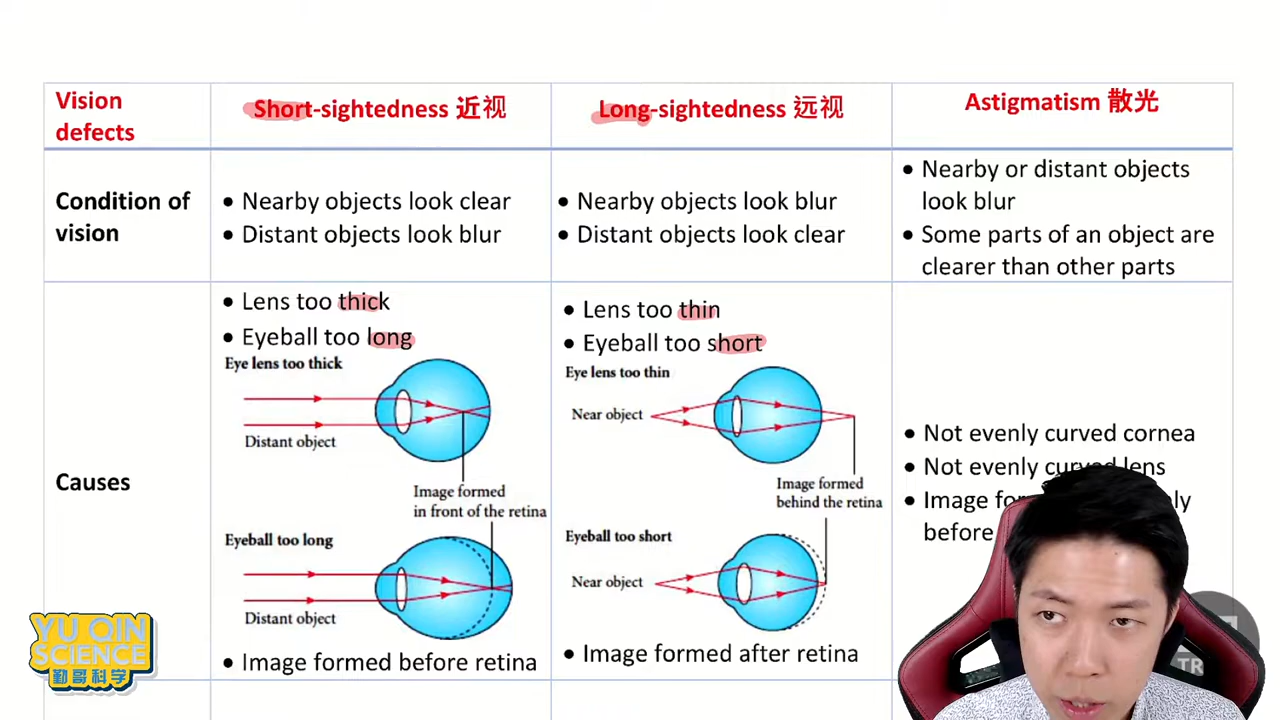 Vision
defects
Short-sightedness 近视
Long-sightedness 远视
Astigmatism 散光
Condition of
vision
• Nearby objects look clear
• Distant objects look blur
• Nearby objects look blur
• Distant objects look clear
• Nearby or distant objects
look blur
• Some parts of an object are
clearer than other parts
Causes
• Lens too thick
• Eyeball too long
Eye lens too thick
Distant object
Image formed
in front of the retina
Eyeball too long
Distant object
• Image formed before retina
• Lens too thin
• Eyeball too short
Eye lens too thin
Near object
Image formed
behind the retina
Eyeball too short
Near object
• Image formed after retina
• Not evenly curved cornea
• Not evenly curved lens
• Image
before
YU QIN
SCIENCE
勤哥科学
TR